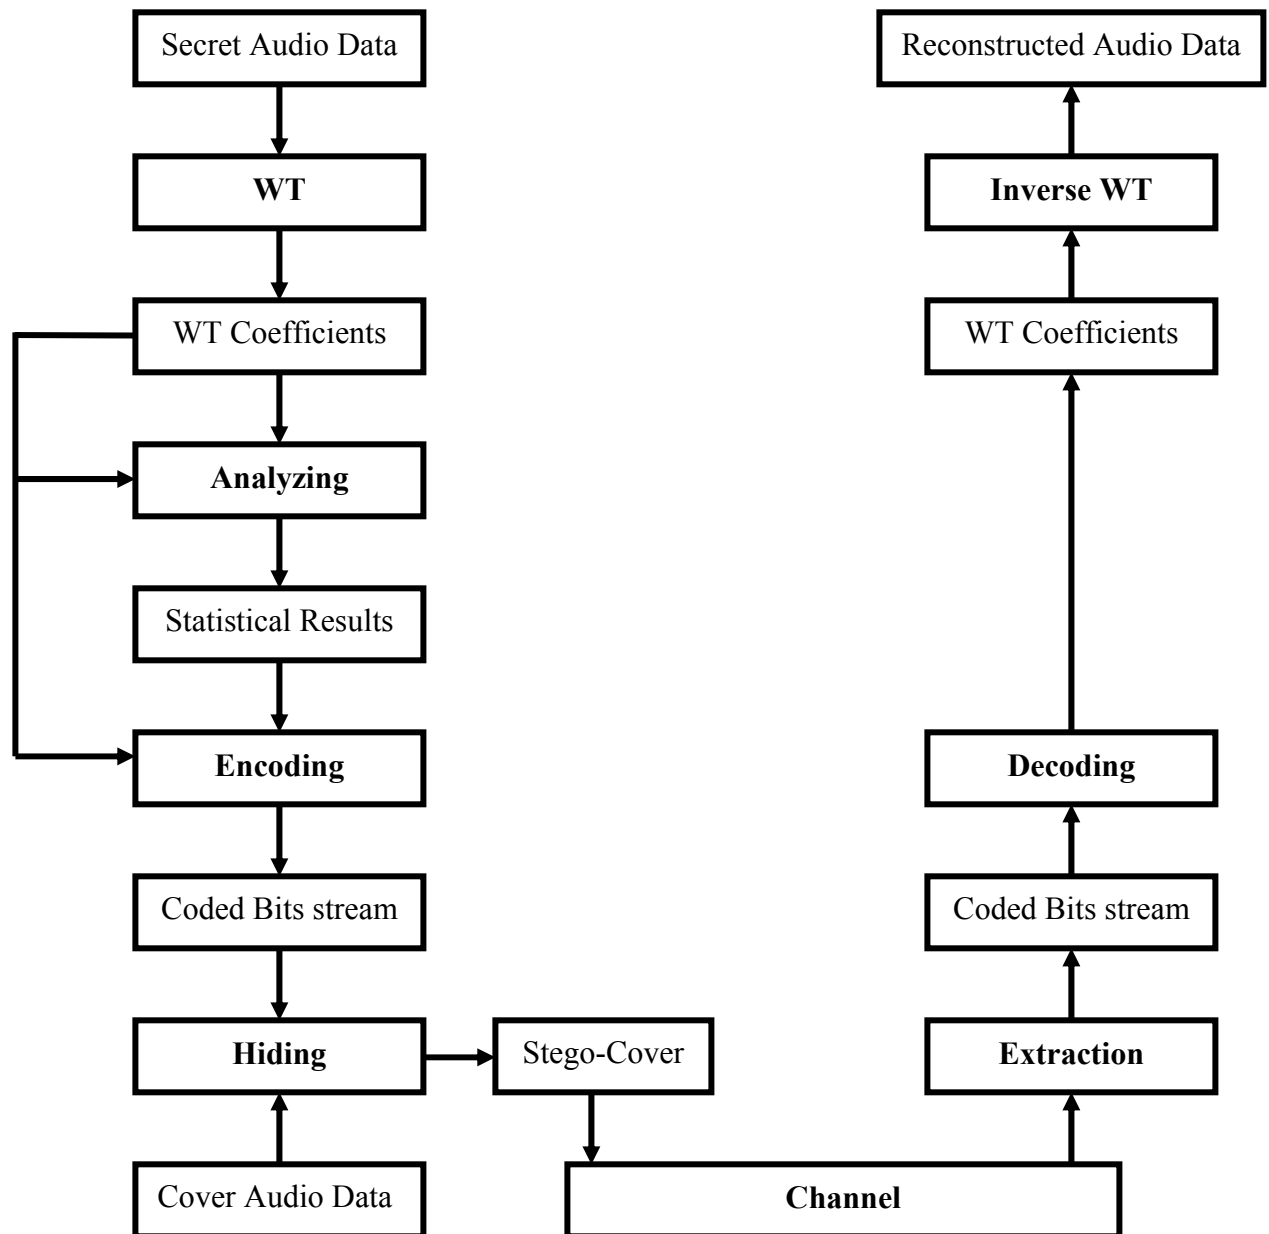 Secret Audio Data
WT
WT Coefficients
Analyzing
Statistical Results
Encoding
Coded Bits stream
Hiding
Cover Audio Data
Stego-Cover
Channel
Reconstructed Audio Data
Inverse WT
WT Coefficients
Decoding
Coded Bits stream
Extraction